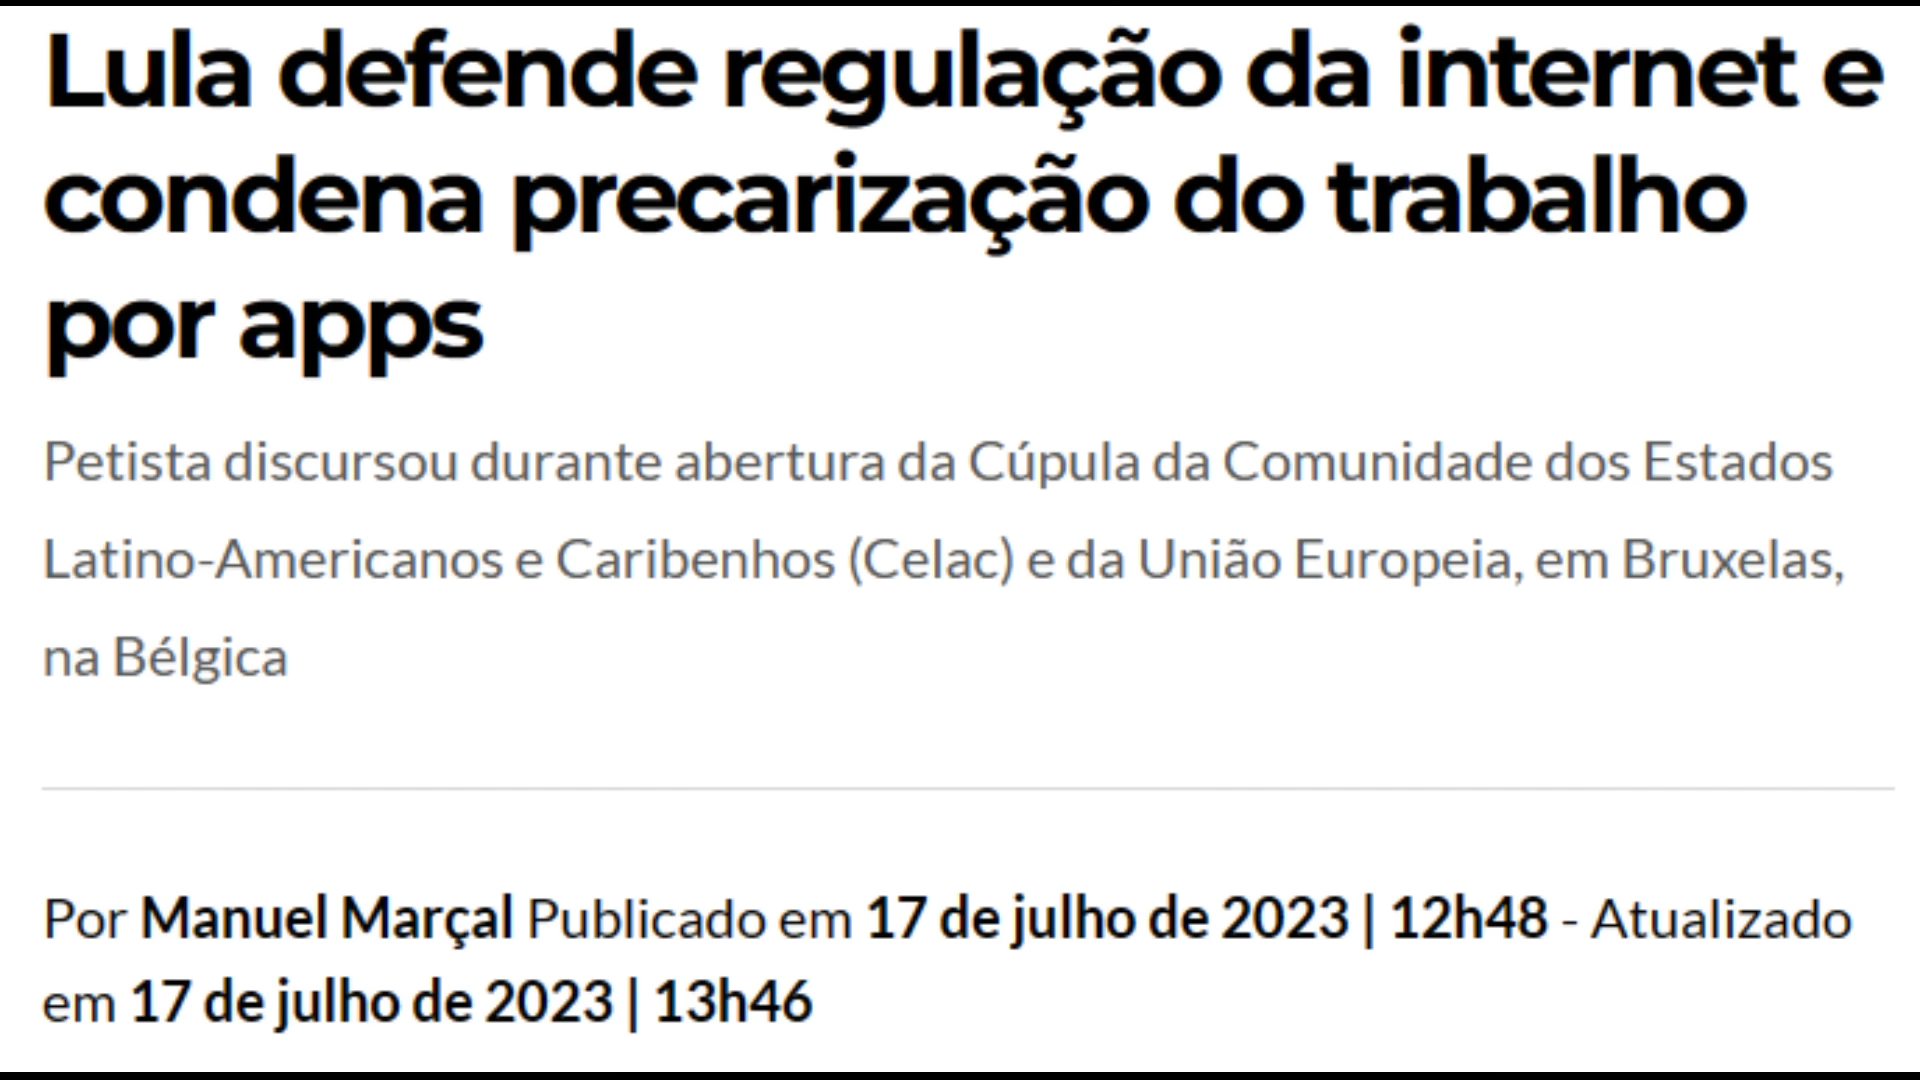 Lula defende regulação da internet e
condena precarização do trabalho
por apps
Petista discursou durante abertura da Cúpula da Comunidade dos Estados
Latino-Americanos e Caribenhos (Celac) e da União Europeia, em Bruxelas,
na Bélgica
Por Manuel Marçal Publicado em 17 de julho de 2023 | 12h48 - Atualizado
em 17 de julho de 2023 | 13h46